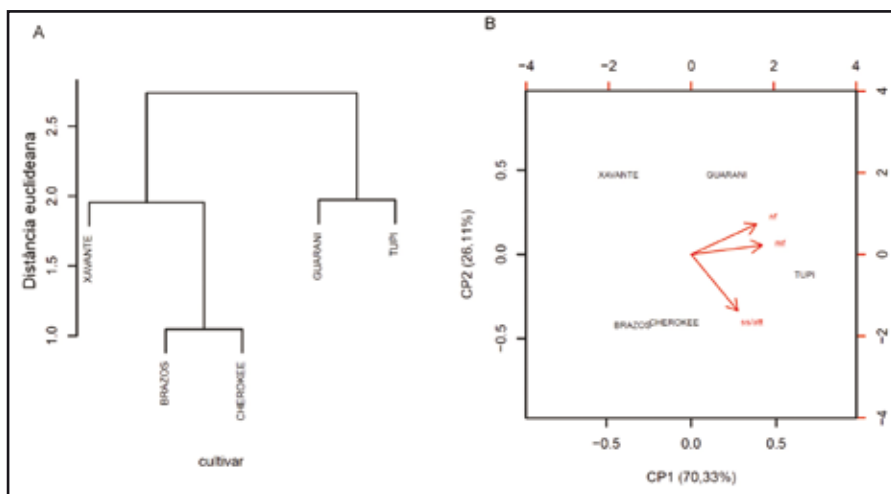 A
Distância euclideana
2.5
2.0
1.5
1.0
XAVANTE
GUARANI
TUPI
BRAZOS
CHEROKEE
cultivar
B
−4 −2 0 2 4
XAVANTE GUARANI
nf
TUPI
BRAZOS CHEROKEE
CP2 (26,11%)
0.5
0.0
−0.5
4
2
0
−2
−4
−0.5 0.0 0.5
CP1 (70,33%)